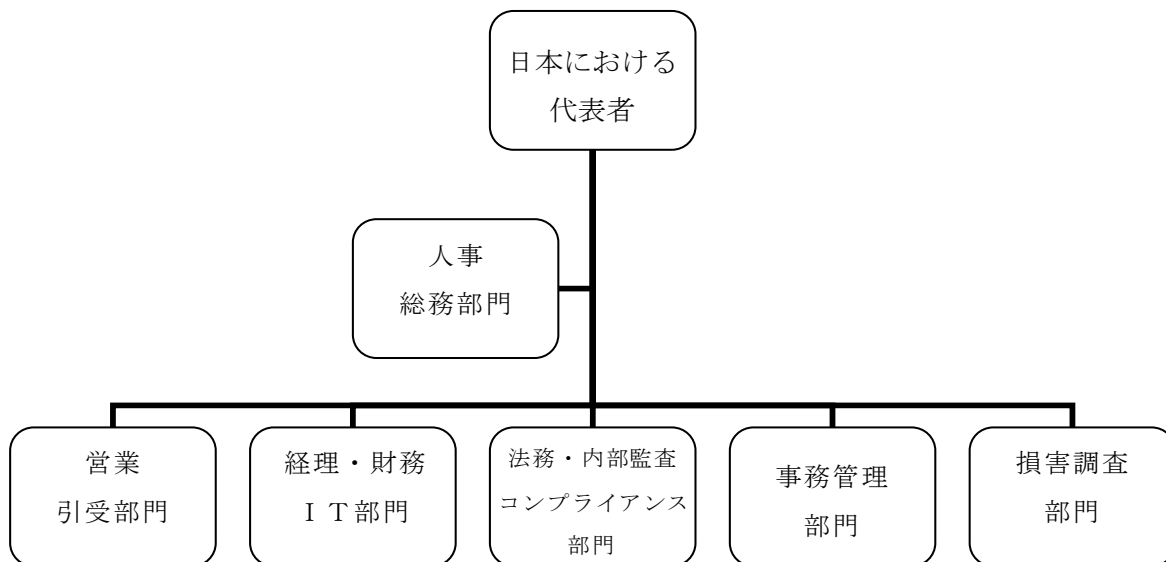 日本における
代表者
人事
総務部門
営業
引受部門
経理・財務
ＩＴ部門
法務・内部監査
コンプライアンス
部門
事務管理
部門
損害調査
部門